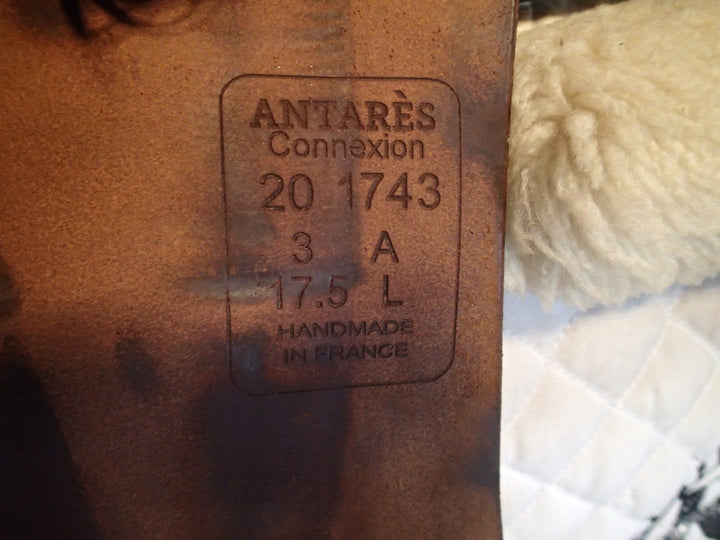 ANTARÈS
Connexion
20 1743
3 A
17.5 L
HANDMADE
IN FRANCE